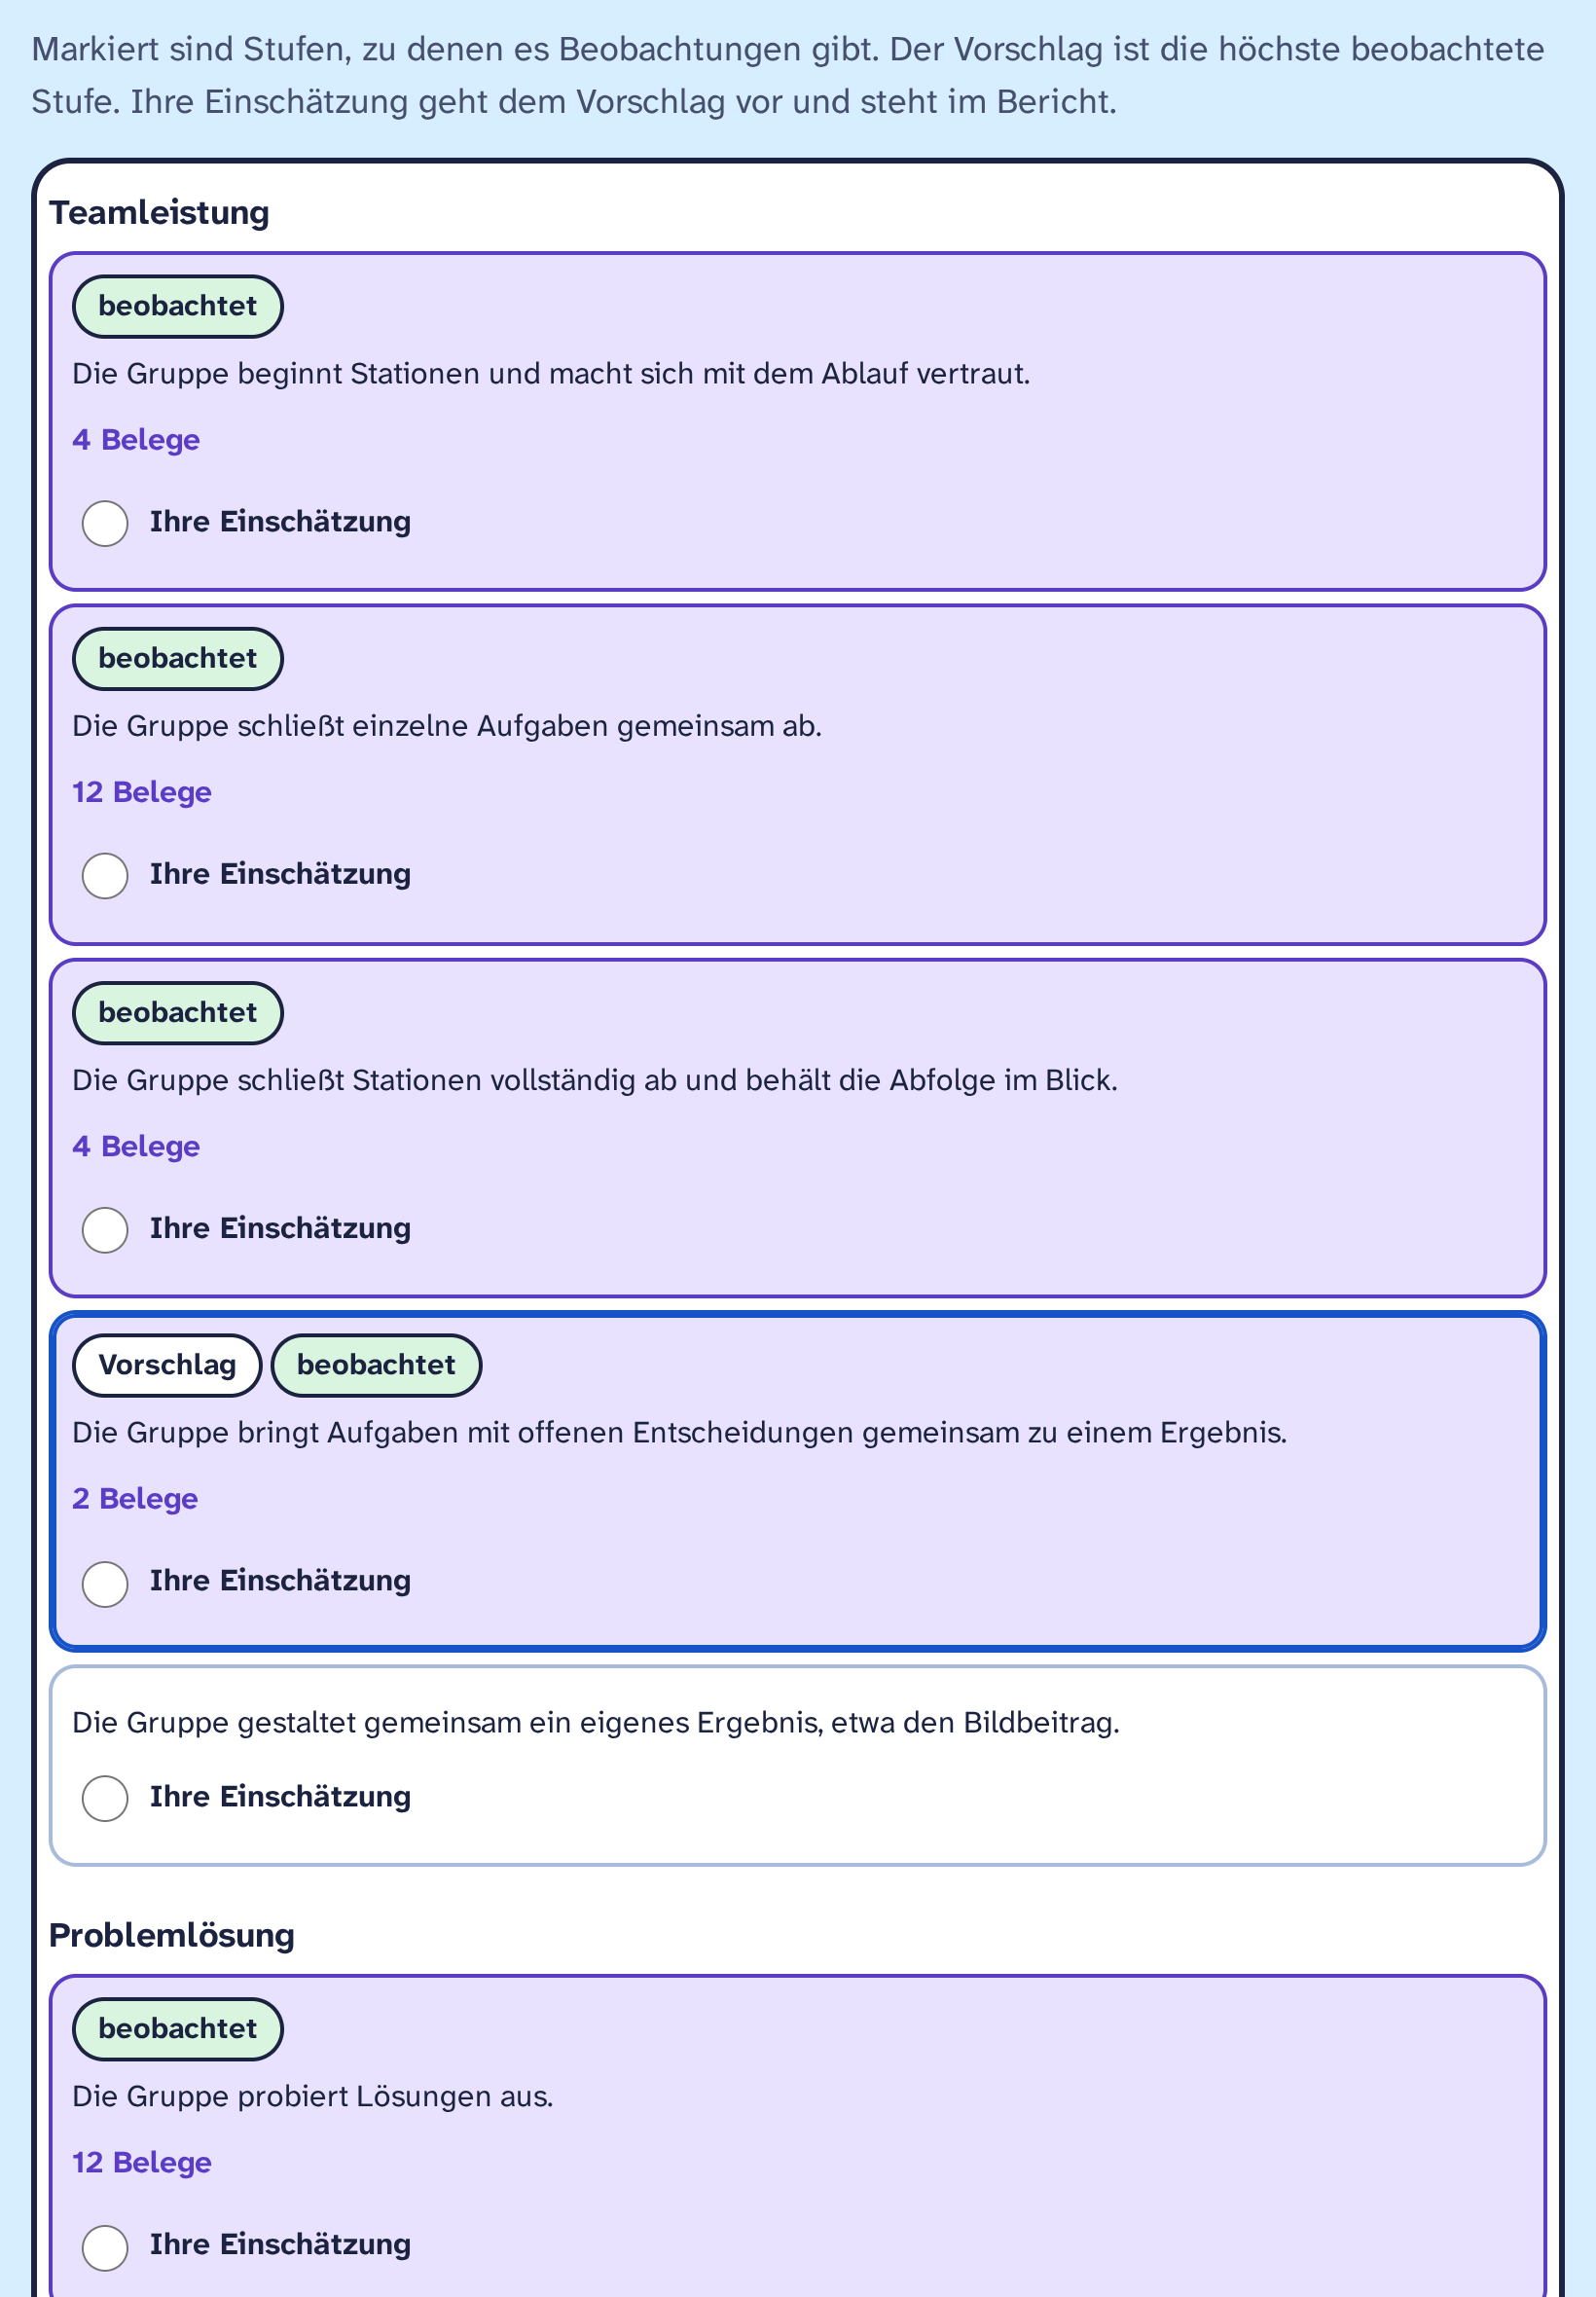 Markiert sind Stufen, zu denen es Beobachtungen gibt. Der Vorschlag ist die höchste beobachtete
Stufe. Ihre Einschätzung geht dem Vorschlag vor und steht im Bericht.
Teamleistung
beobachtet
Die Gruppe beginnt Stationen und macht sich mit dem Ablauf vertraut.
4 Belege
Ihre Einschätzung
beobachtet
Die Gruppe schließt einzelne Aufgaben gemeinsam ab.
12 Belege
Ihre Einschätzung
beobachtet
Die Gruppe schließt Stationen vollständig ab und behält die Abfolge im Blick.
4 Belege
Ihre Einschätzung
Vorschlag beobachtet
Die Gruppe bringt Aufgaben mit offenen Entscheidungen gemeinsam zu einem Ergebnis.
2 Belege
Ihre Einschätzung
Die Gruppe gestaltet gemeinsam ein eigenes Ergebnis, etwa den Bildbeitrag.
Ihre Einschätzung
Problemlösung
beobachtet
Die Gruppe probiert Lösungen aus.
12 Belege
Ihre Einschätzung